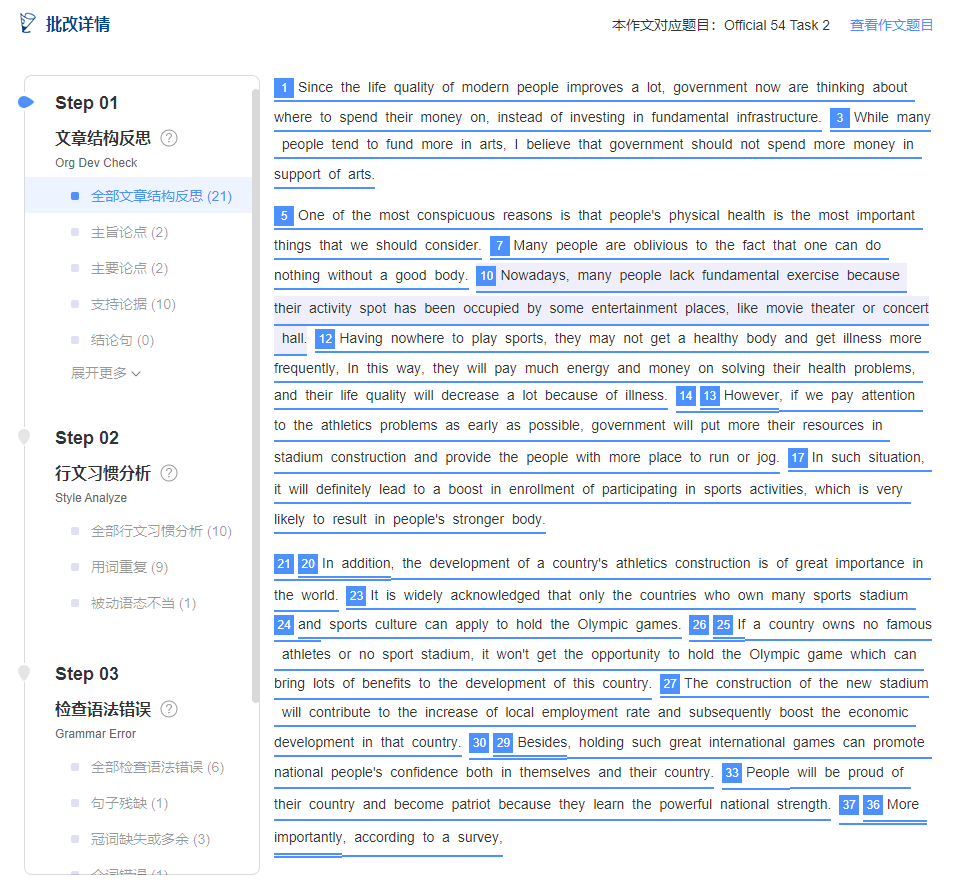 批改详情
本作文对应题目：Official 54 Task 2 查看作文题目
Step 01
文章结构反思 ?
Org Dev Check
全部文章结构反思 (21)
主旨论点 (2)
主要论点 (2)
支持论据 (10)
结论句 (0)
展开更多
Step 02
行文习惯分析 ?
Style Analyze
全部行文习惯分析 (10)
用词重复 (9)
被动语态不当 (1)
Step 03
检查语法错误 ?
Grammar Error
全部检查语法错误 (6)
句子残缺 (1)
冠词缺失或多余 (3)
介词错误 (1)
1 Since the life quality of modern people improves a lot, government now are thinking about
where to spend their money on, instead of investing in fundamental infrastructure. 3 While many
people tend to fund more in arts, I believe that government should not spend more money in
support of arts.
5 One of the most conspicuous reasons is that people's physical health is the most important
things that we should consider. 7 Many people are oblivious to the fact that one can do
nothing without a good body. 10 Nowadays, many people lack fundamental exercise because
their activity spot has been occupied by some entertainment places, like movie theater or concert
hall. 12 Having nowhere to play sports, they may not get a healthy body and get illness more
frequently, In this way, they will pay much energy and money on solving their health problems,
and their life quality will decrease a lot because of illness. 14 13 However, if we pay attention
to the athletics problems as early as possible, government will put more their resources in
stadium construction and provide the people with more place to run or jog. 17 In such situation,
it will definitely lead to a boost in enrollment of participating in sports activities, which is very
likely to result in people's stronger body.
21 20 In addition, the development of a country's athletics construction is of great importance in
the world. 23 It is widely acknowledged that only the countries who own many sports stadium
24 and sports culture can apply to hold the Olympic games. 26 25 If a country owns no famous
athletes or no sport stadium, it won't get the opportunity to hold the Olympic game which can
bring lots of benefits to the development of this country. 27 The construction of the new stadium
will contribute to the increase of local employment rate and subsequently boost the economic
development in that country. 30 29 Besides, holding such great international games can promote
national people's confidence both in themselves and their country. 33 People will be proud of
their country and become patriot because they learn the powerful national strength. 37 36 More
importantly, according to a survey,